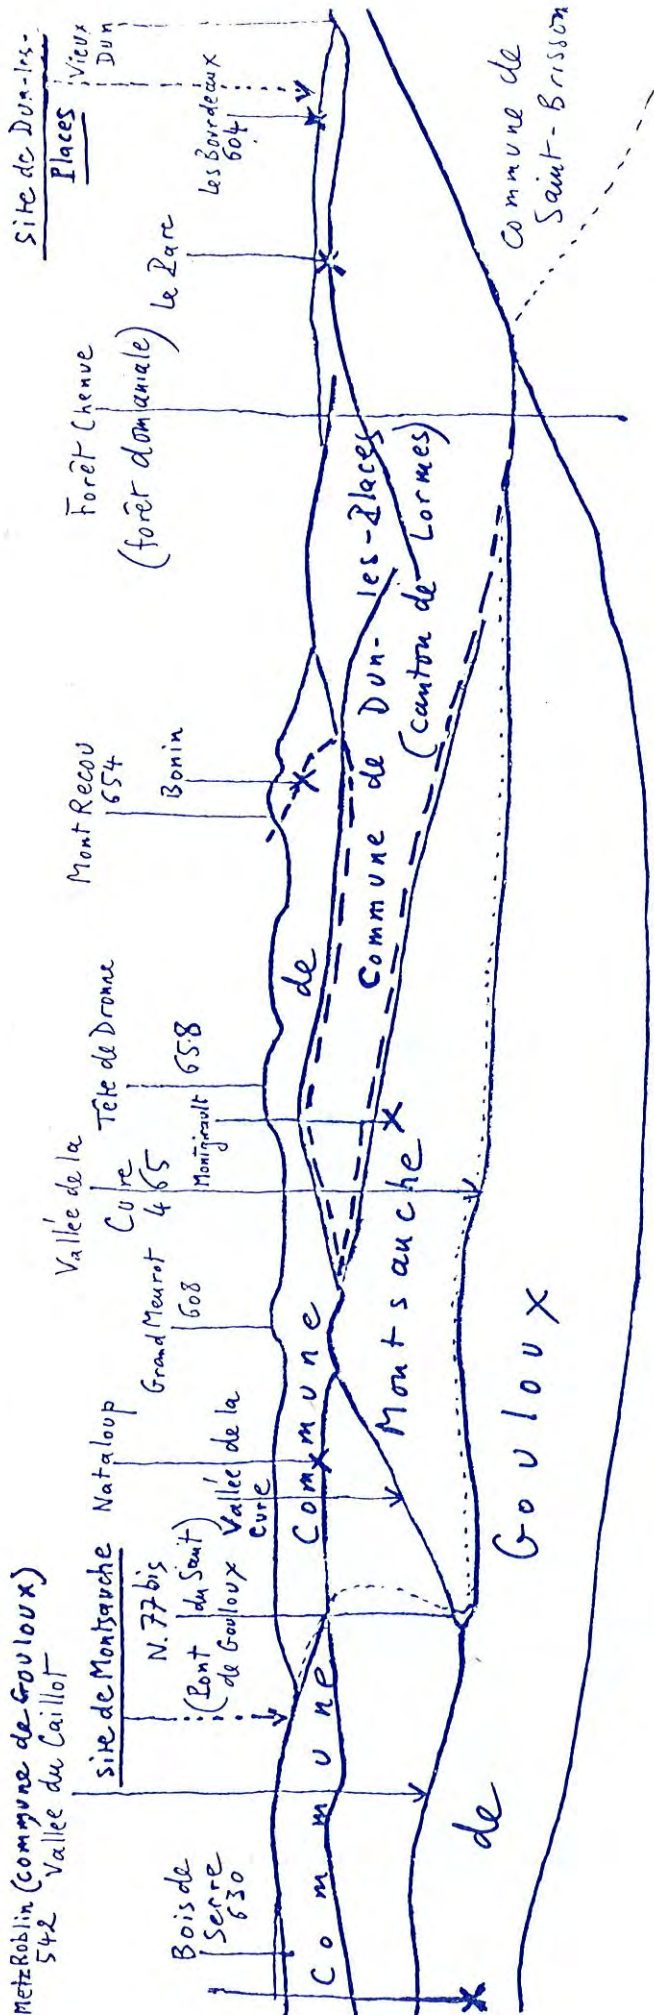 Metz Roblin (commune de Gouloux)
542 Vallée du Caillot
Bois de
Serre
630
site de Montsauche
N. 77 bis
(Pont du Saut
de Gouloux)
Nataloup
Vallée de la
Cure
Grand Meurot
608
Vallée de la
Cure
465
Montgirault
Tête de Dronne
658
Mont Recou
654
Bonin
Forêt Chenue
(forêt domaniale)
Le Parc
Les Bourdeaux
604
Site de Dun-les-
Places
Vieux
Dun
Commune
Commune
de
Commune de Dun-les-Places
(canton de Lormes)
Montsauche
de
Gouloux
commune de
Saint-Brisson